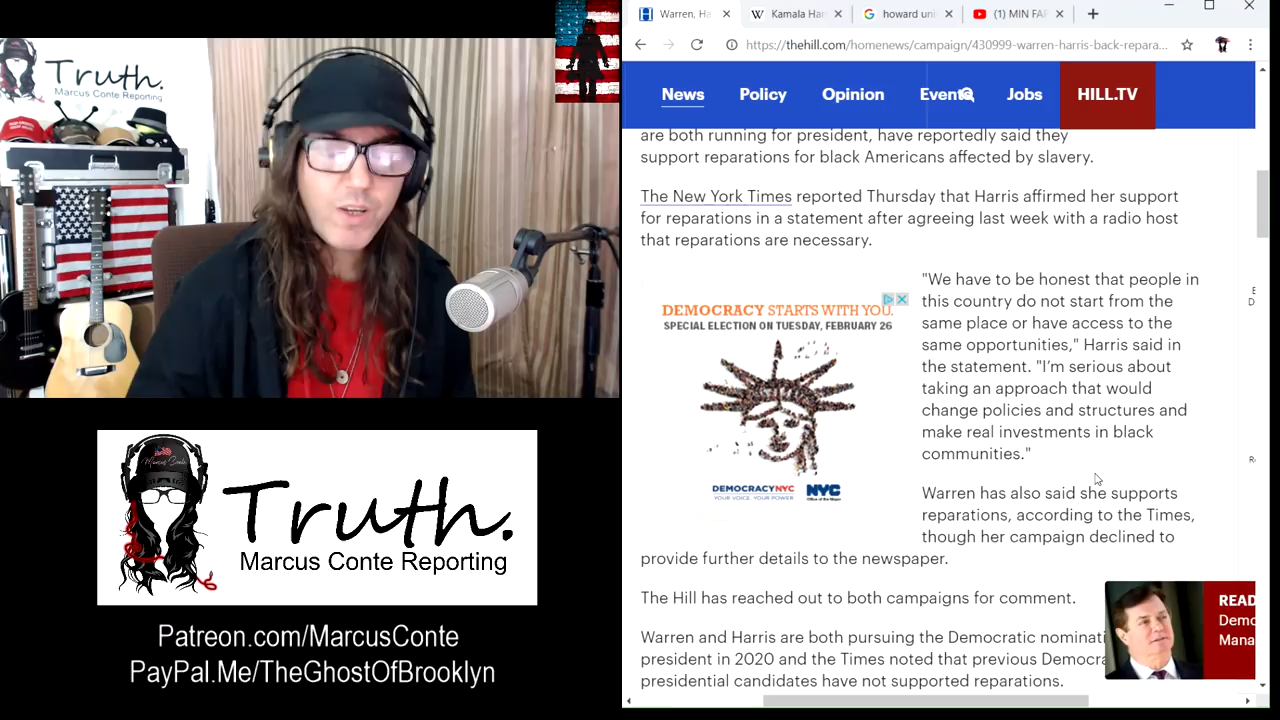 Truth.
Marcus Conte Reporting
Truth.
Marcus Conte Reporting
Patreon.com/MarcusConte
PayPal.Me/TheGhostOfBrooklyn
Warren, Ha
Kamala Har
howard uni
https://thehill.com/homenews/campaign/430999-warren-harris-back-repara...
News Policy Opinion Events Jobs HILL.TV
are both running for president, have reportedly said they
support reparations for black Americans affected by slavery.
The New York Times reported Thursday that Harris affirmed her support
for reparations in a statement after agreeing last week with a radio host
that reparations are necessary.
DEMOCRACY STARTS WITH YOU.
SPECIAL ELECTION ON TUESDAY, FEBRUARY 26
DEMOCRACYNYC
YOUR VOICE. YOUR POWER
NYC
Office of the Mayor
"We have to be honest that people in
this country do not start from the
same place or have access to the
same opportunities," Harris said in
the statement. "I'm serious about
taking an approach that would
change policies and structures and
make real investments in black
communities."
Warren has also said she supports
reparations, according to the Times,
though her campaign declined to
provide further details to the newspaper.
The Hill has reached out to both campaigns for comment.
Warren and Harris are both pursuing the Democratic nominati
president in 2020 and the Times noted that previous Democra
presidential candidates have not supported reparations.
READ
Demo
Mana